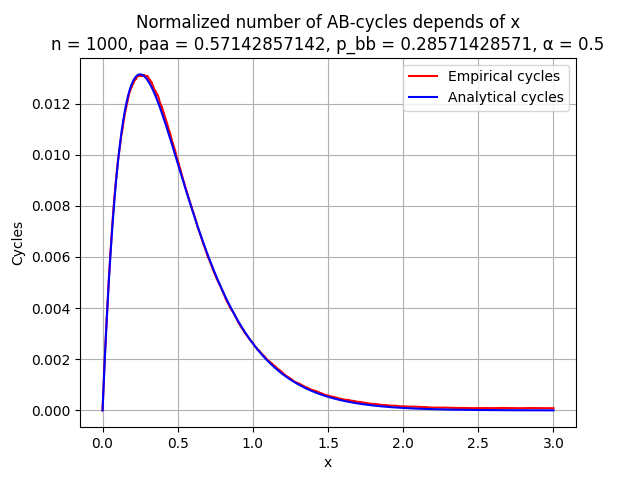 Normalized number of AB-cycles depends of x
n = 1000, paa = 0.57142857142, p_bb = 0.28571428571, α = 0.5
Empirical cycles
Analytical cycles
Cycles
0.012
0.010
0.008
0.006
0.004
0.002
0.000
0.0 0.5 1.0 1.5 2.0 2.5 3.0
x